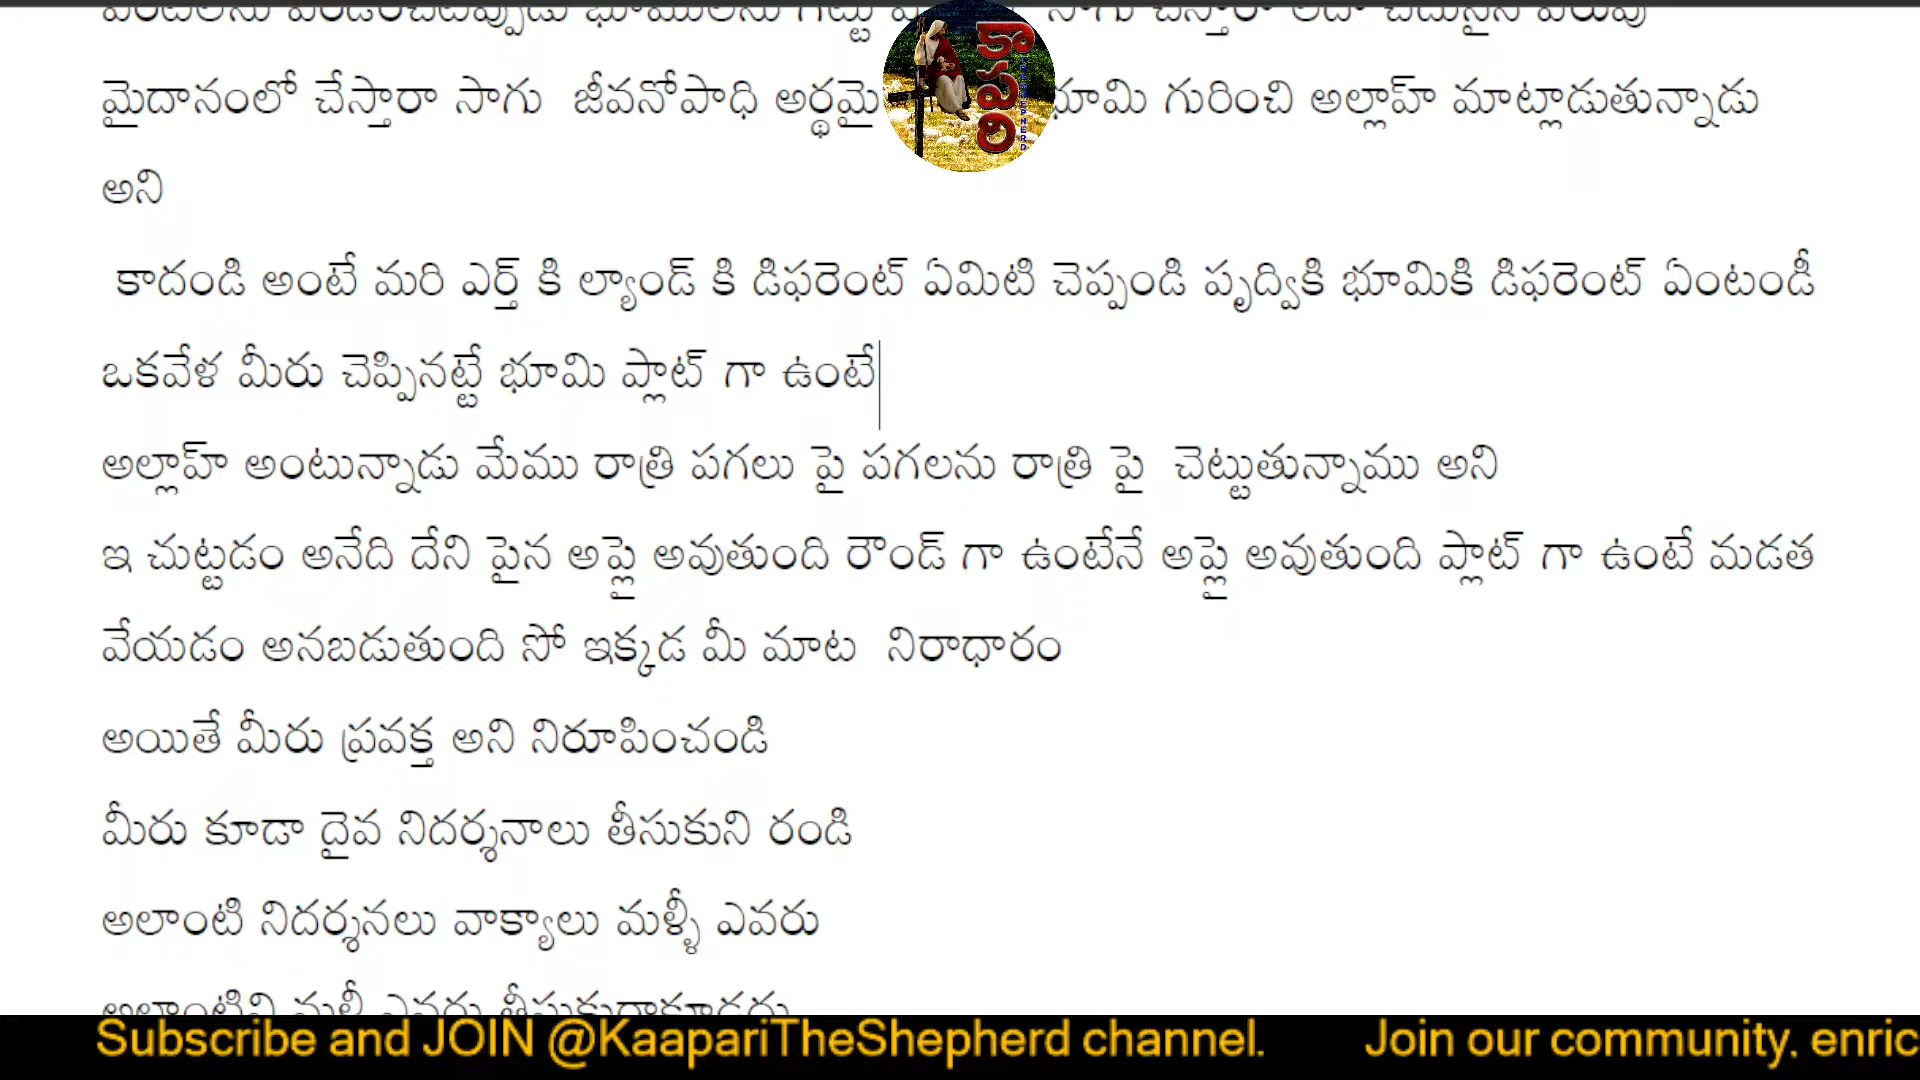 మైదానంలో చేస్తారా సాగు జీవనోపాధి అర్థమై భూమి గురించి అల్లాహ్ మాట్లాడుతున్నాడు
అని
కాదండి అంటే మరి ఎర్త్ కి ల్యాండ్ కి డిఫరెంట్ ఏమిటి చెప్పండి పృద్వికి భూమికి డిఫరెంట్ ఏంటండీ
ఒకవేళ మీరు చెప్పినట్టే భూమి ప్లాట్ గా ఉంటే
అల్లాహ్ అంటున్నాడు మేము రాత్రి పగలు పై పగలను రాత్రి పై చెట్టుతున్నాము అని
ఇ చుట్టడం అనేది దేని పైన అప్లై అవుతుంది రౌండ్ గా ఉంటేనే అప్లై అవుతుంది ప్లాట్ గా ఉంటే మడత
వేయడం అనబడుతుంది సో ఇక్కడ మీ మాట నిరాధారం
అయితే మీరు ప్రవక్త అని నిరూపించండి
మీరు కూడా దైవ నిదర్శనాలు తీసుకుని రండి
అలాంటి నిదర్శనలు వాక్యాలు మళ్ళీ ఎవరు
కాపరి
Subscribe and JOIN @KaapariTheShepherd channel. Join our community, enric